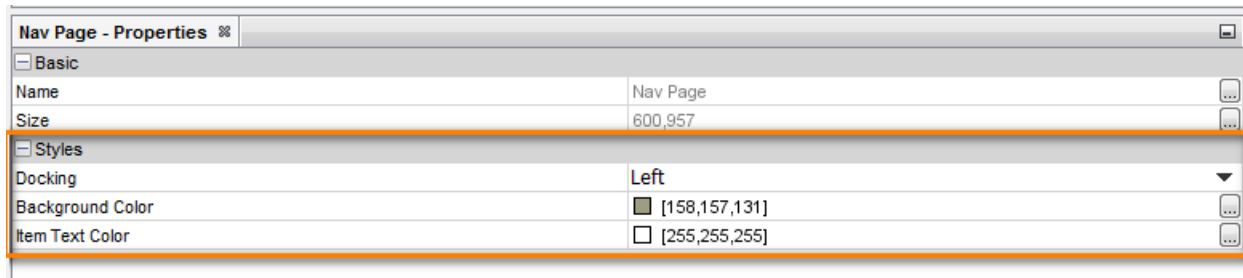 Nav Page - Properties
Basic
Name Nav Page ...
Size 600,957 ...
Styles
Docking Left
Background Color [158,157,131] ...
Item Text Color [255,255,255] ...